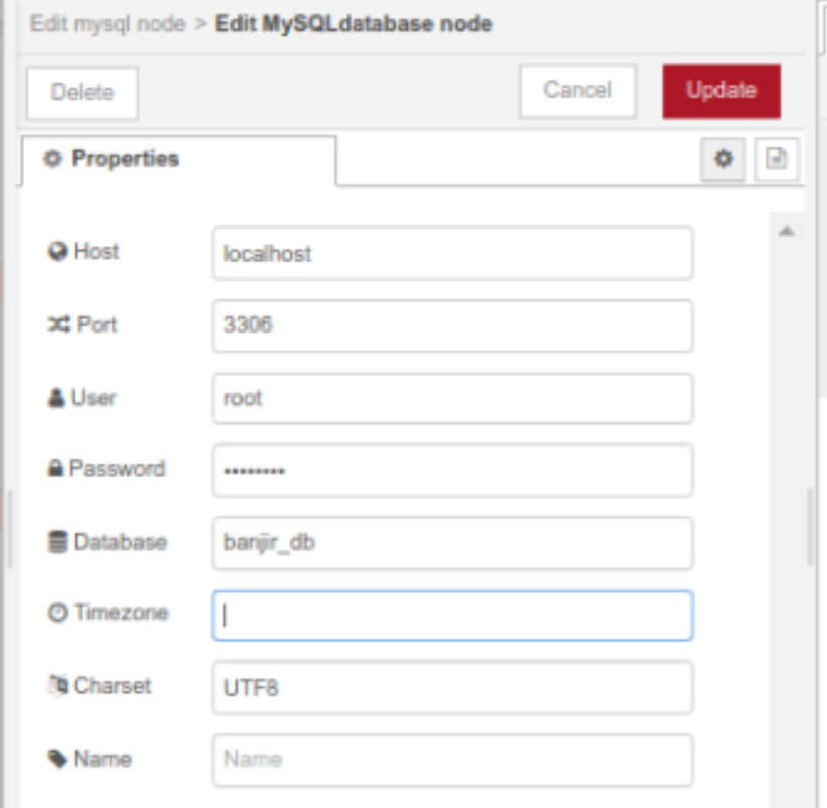 Edit mysql node > Edit MySQLdatabase node
Delete Cancel Update
Properties
Host localhost
Port 3306
User root
Password ••••••••
Database banjir_db
Timezone
Charset UTF8
Name Name